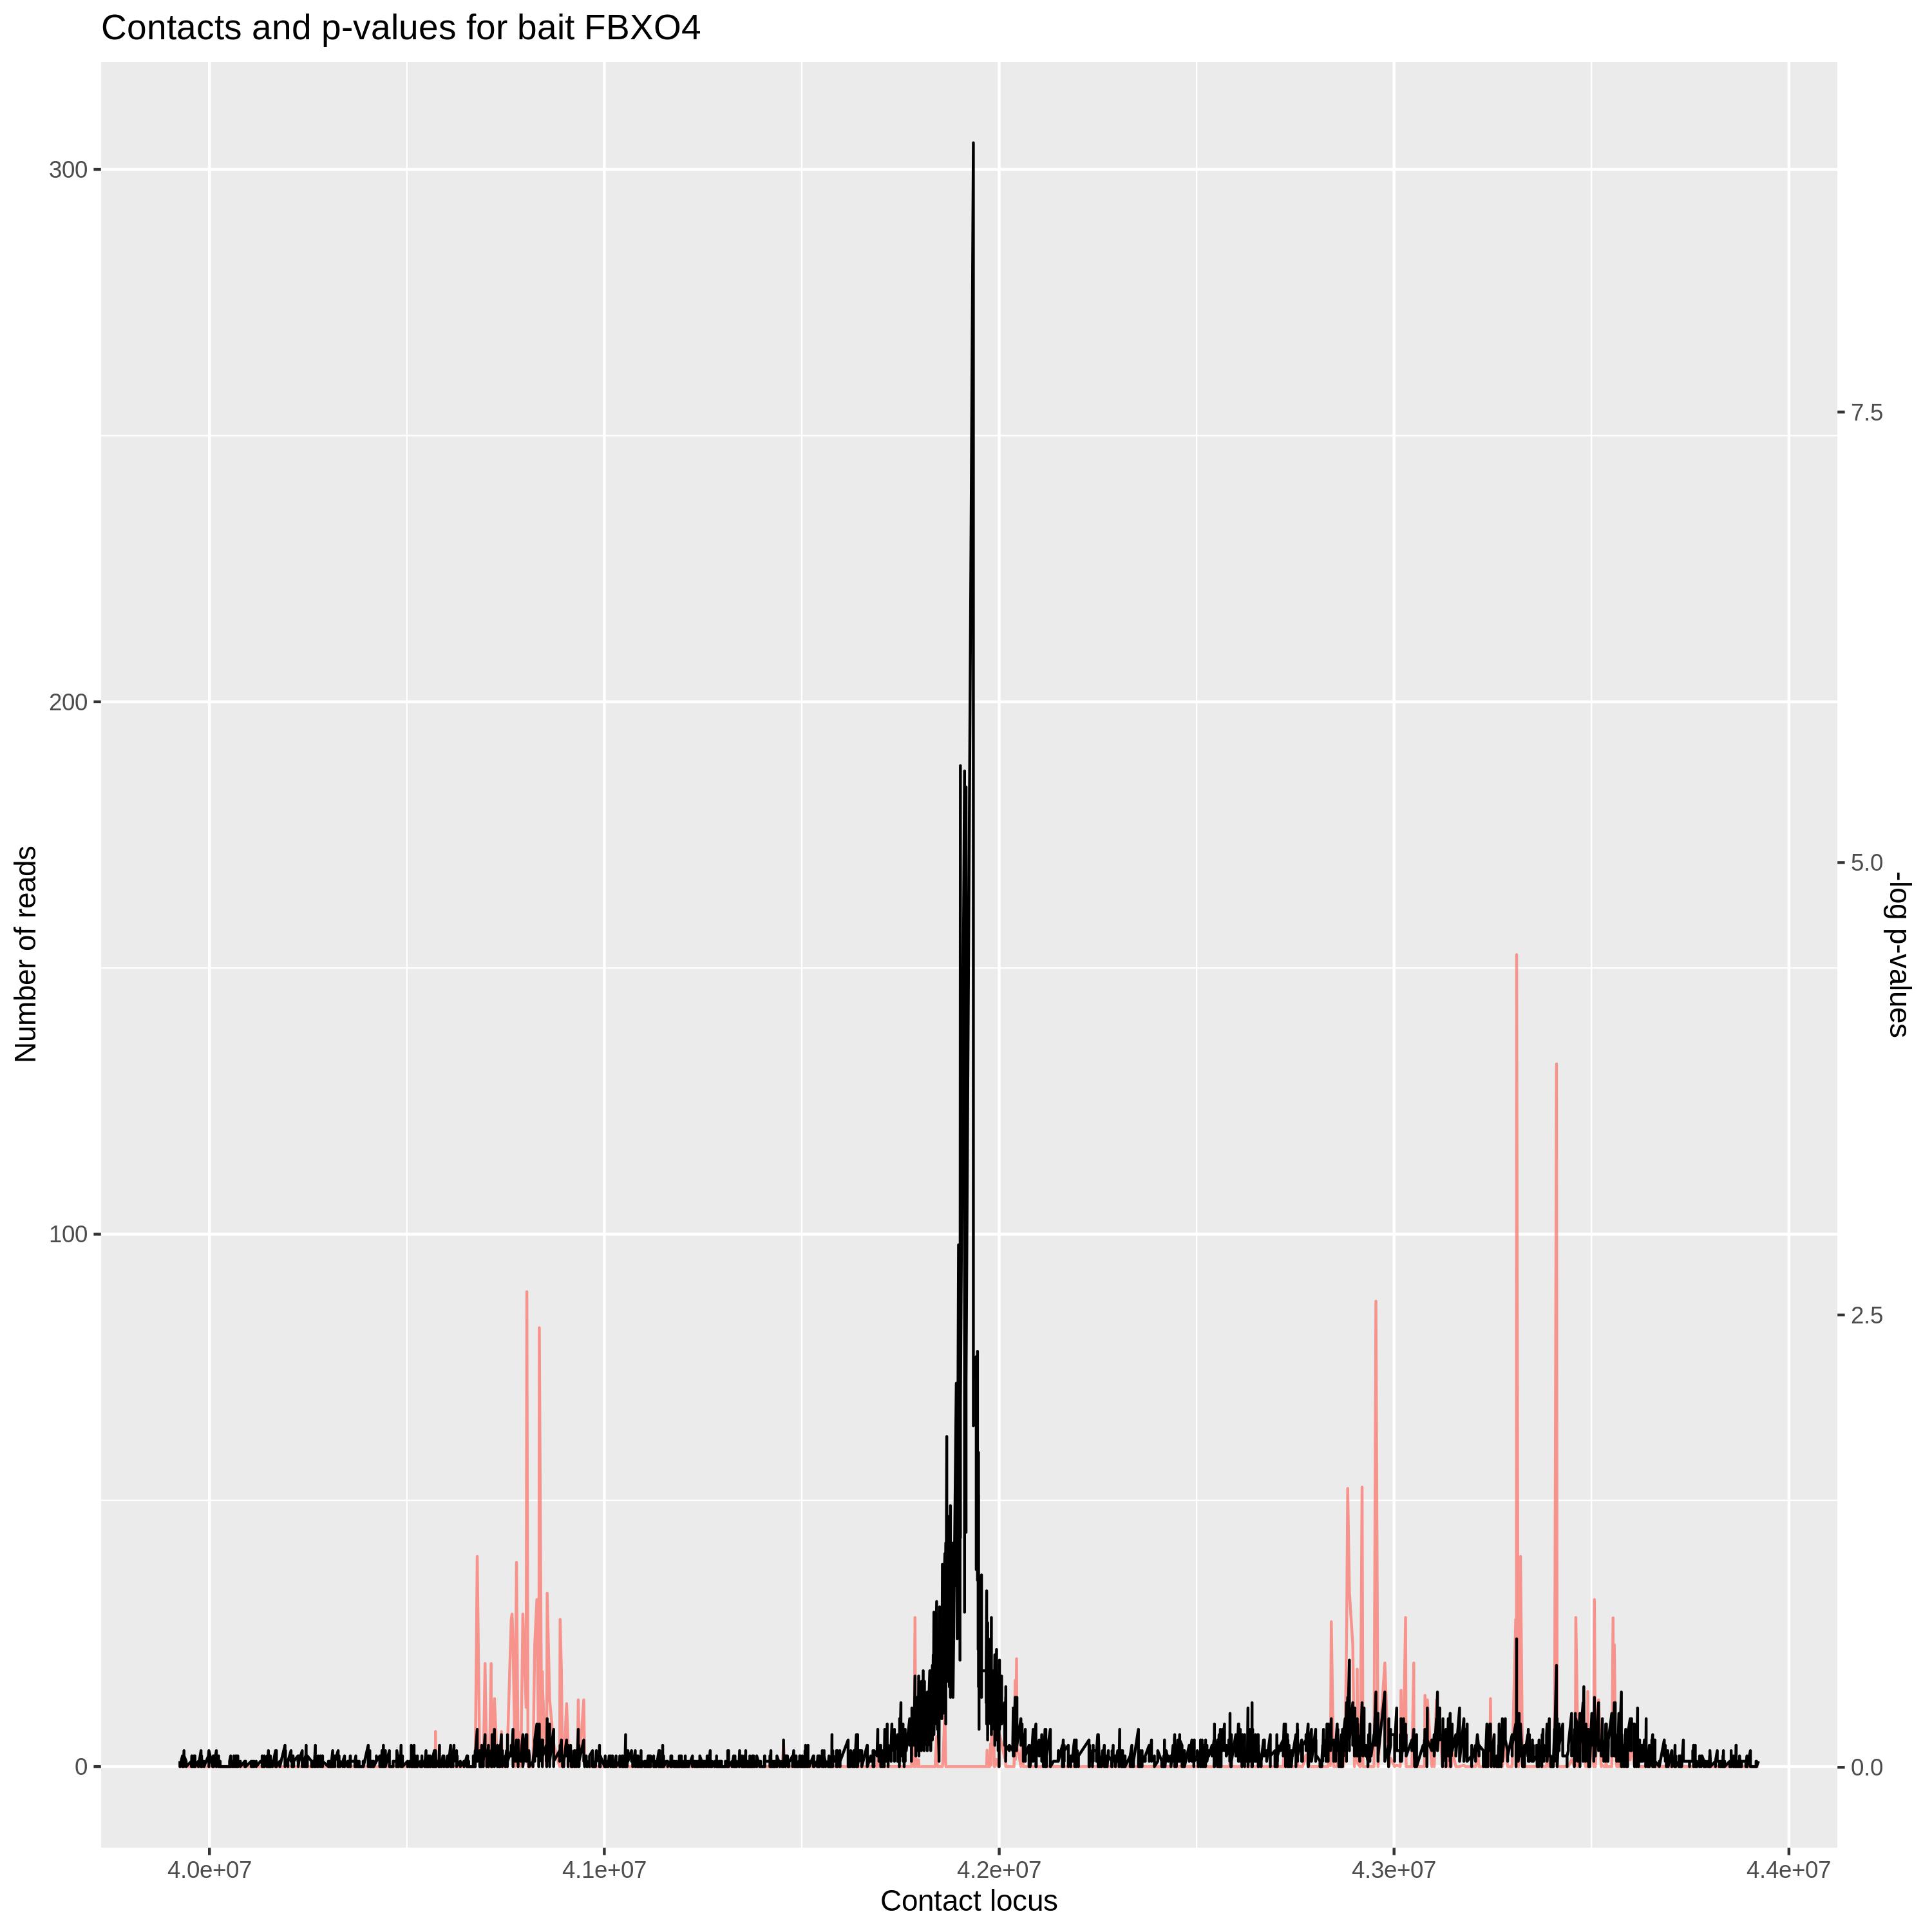 Contacts and p-values for bait FBXO4
300
200
100
0
Number of reads
7.5
5.0
2.5
0.0
-log p-values
4.0e+07
4.1e+07
4.2e+07
4.3e+07
4.4e+07
Contact locus